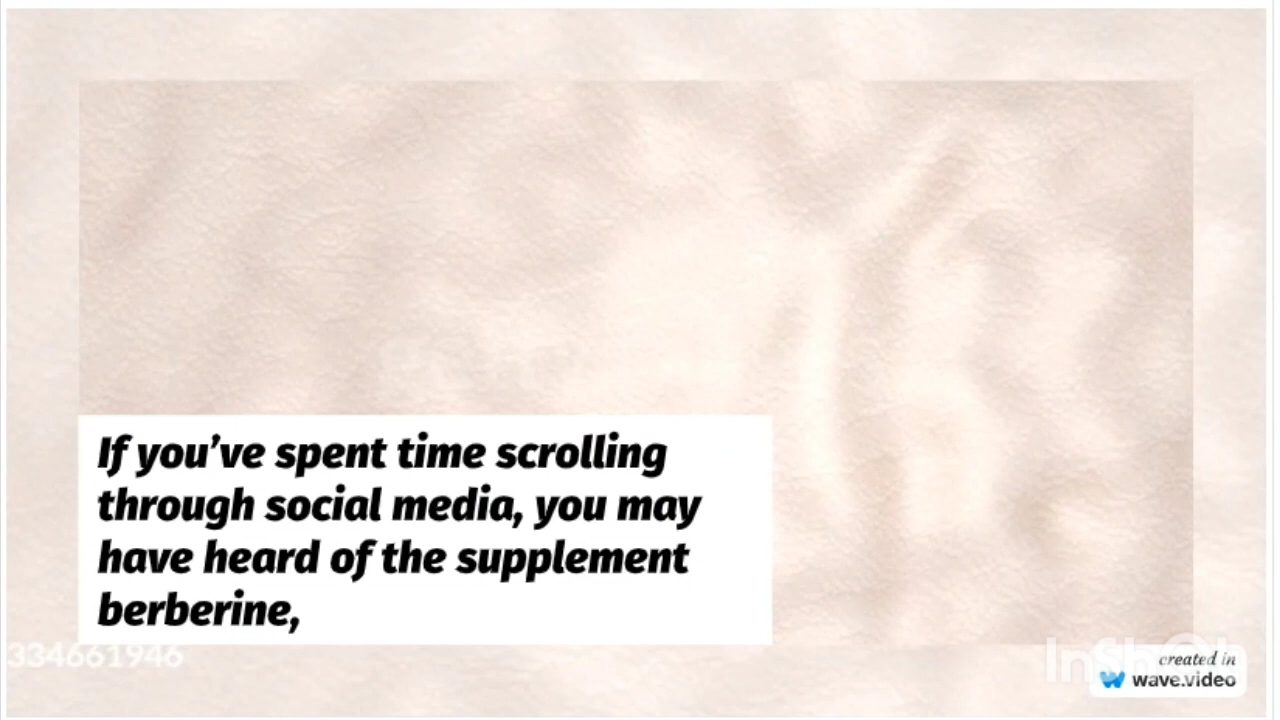 If you’ve spent time scrolling
through social media, you may
have heard of the supplement
berberine,
334661946
InShot
created in
wave.video